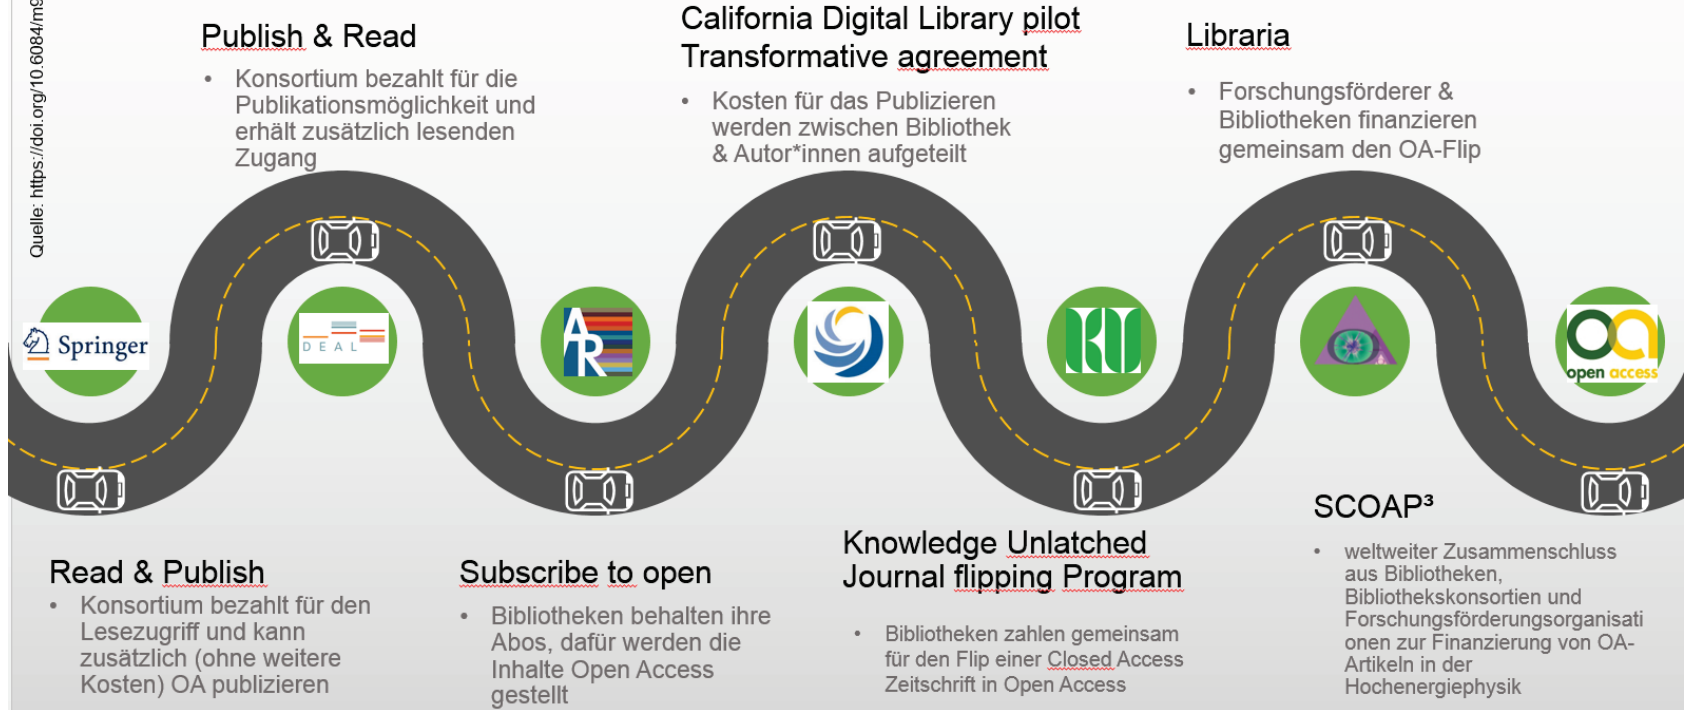 Quelle: https://doi.org/10.6084/m9
Publish & Read
• Konsortium bezahlt für die
Publikationsmöglichkeit und
erhält zusätzlich lesenden
Zugang
California Digital Library pilot
Transformative agreement
• Kosten für das Publizieren
werden zwischen Bibliothek
& Autor*innen aufgeteilt
Libraria
• Forschungsförderer &
Bibliotheken finanzieren
gemeinsam den OA-Flip
Springer
DEAL
AR
KU
oa
open access
Read & Publish
• Konsortium bezahlt für den
Lesezugriff und kann
zusätzlich (ohne weitere
Kosten) OA publizieren
Subscribe to open
• Bibliotheken behalten ihre
Abos, dafür werden die
Inhalte Open Access
gestellt
Knowledge Unlatched
Journal flipping Program
• Bibliotheken zahlen gemeinsam
für den Flip einer Closed Access
Zeitschrift in Open Access
SCOAP³
• weltweiter Zusammenschluss
aus Bibliotheken,
Bibliothekskonsortien und
Forschungsförderungsorganisati
onen zur Finanzierung von OA-
Artikeln in der
Hochenergiephysik